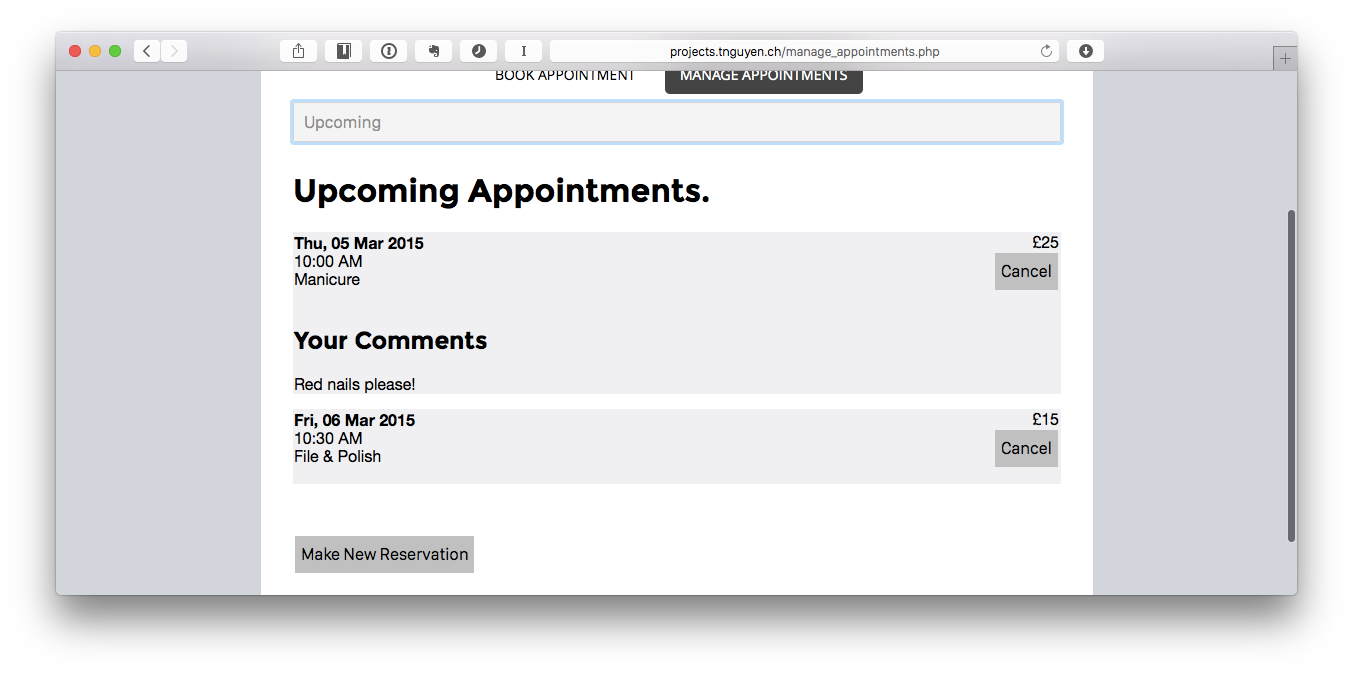 projects.tnguyen.ch/manage_appointments.php
BOOK APPOINTMENT MANAGE APPOINTMENTS
Upcoming
Upcoming Appointments.
Thu, 05 Mar 2015 £25
10:00 AM
Cancel
Manicure
Your Comments
Red nails please!
Fri, 06 Mar 2015 £15
10:30 AM
Cancel
File & Polish
Make New Reservation